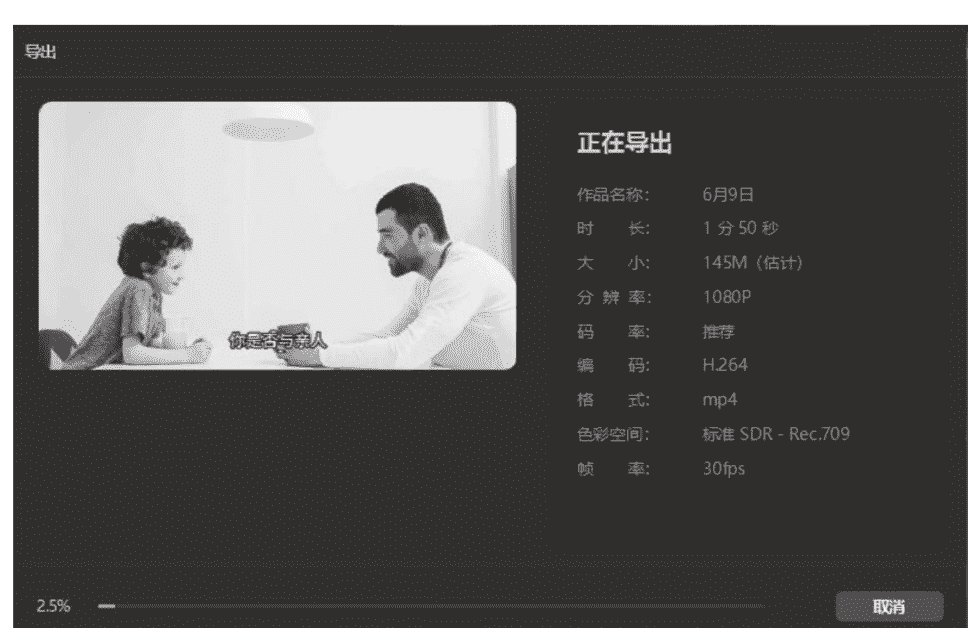 导出
你是否与亲人
正在导出
作品名称： 6月9日
时 长： 1 分 50 秒
大 小： 145M（估计）
分 辨 率： 1080P
码 率： 推荐
编 码： H.264
格 式： mp4
色彩空间： 标准 SDR - Rec.709
帧 率： 30fps
2.5%
取消